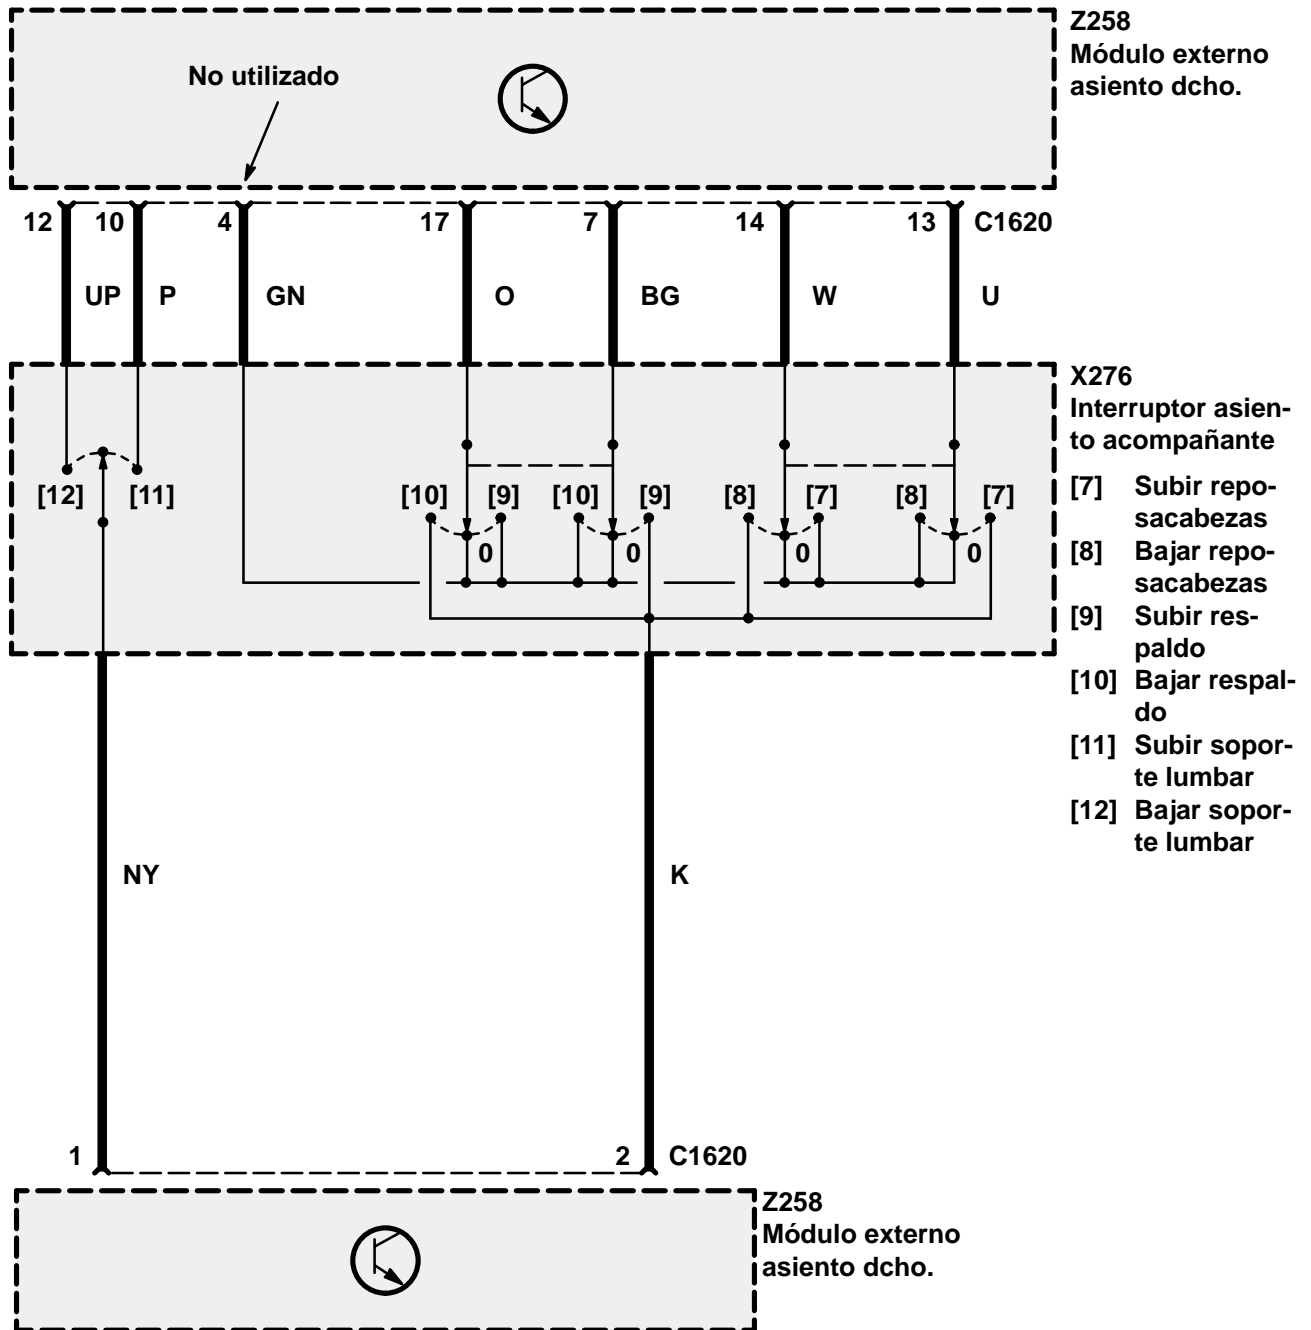 Z258
Módulo externo
asiento dcho.
No utilizado
12 10 4 17 7 14 13 C1620
UP P GN O BG W U
X276
Interruptor asien-
to acompañante
[12] [11] [10] [9] [10] [9] [8] [7] [8] [7]
0 0 0 0
[7] Subir repo-
sacabezas
[8] Bajar repo-
sacabezas
[9] Subir res-
paldo
[10] Bajar respal-
do
[11] Subir sopor-
te lumbar
[12] Bajar sopor-
te lumbar
NY K
1 2 C1620
Z258
Módulo externo
asiento dcho.